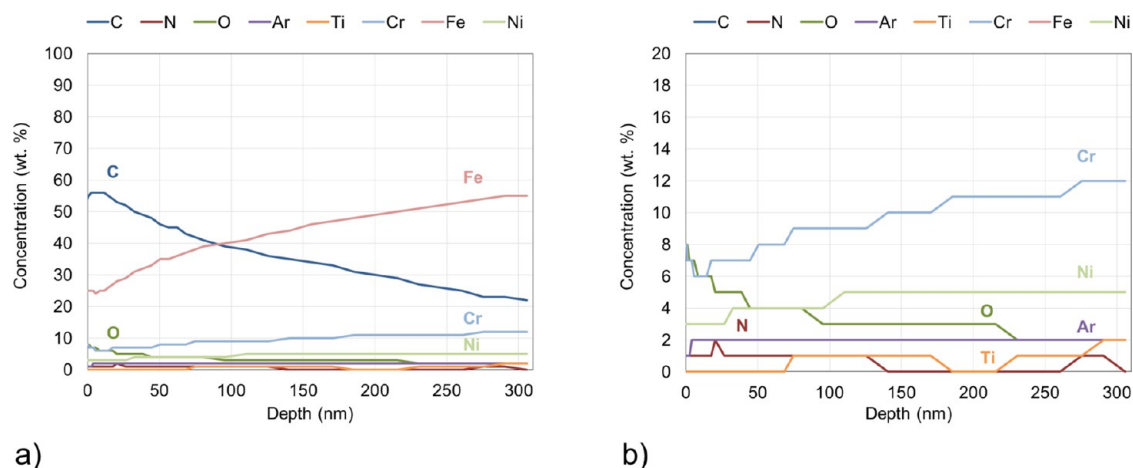 C N O Ar Ti Cr Fe Ni
100
90
80
70
60
50
40
30
20
10
0
Concentration (wt. %)
C
Fe
O
Cr
Ni
0 50 100 150 200 250 300
Depth (nm)
a)
C N O Ar Ti Cr Fe Ni
20
18
16
14
12
10
8
6
4
2
0
Concentration (wt. %)
Cr
Ni
N
O
Ar
Ti
0 50 100 150 200 250 300
Depth (nm)
b)